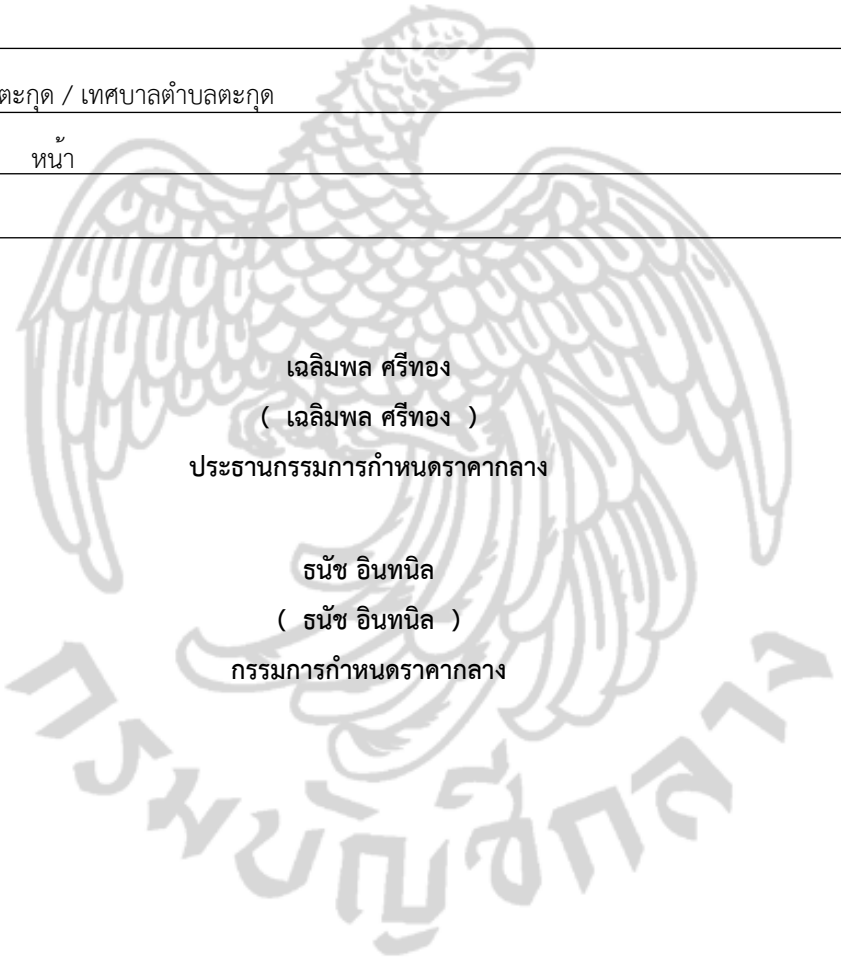 ตะกุด / เทศบาลตำบลตะกุด
หน้า
เฉลิมพล ศรีทอง
( เฉลิมพล ศรีทอง )
ประธานกรรมการกำหนดราคากลาง
ธนัช อินทนิล
( ธนัช อินทนิล )
กรรมการกำหนดราคากลาง
กรมบัญชีกลาง